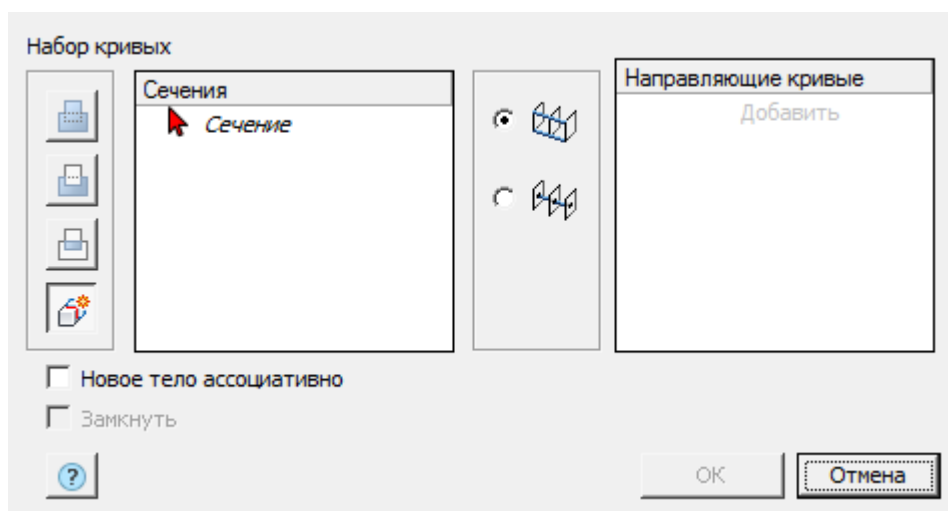 Набор кривых
Сечения
Сечение
Направляющие кривые
Добавить
Новое тело ассоциативно
Замкнуть
?
OK
Отмена